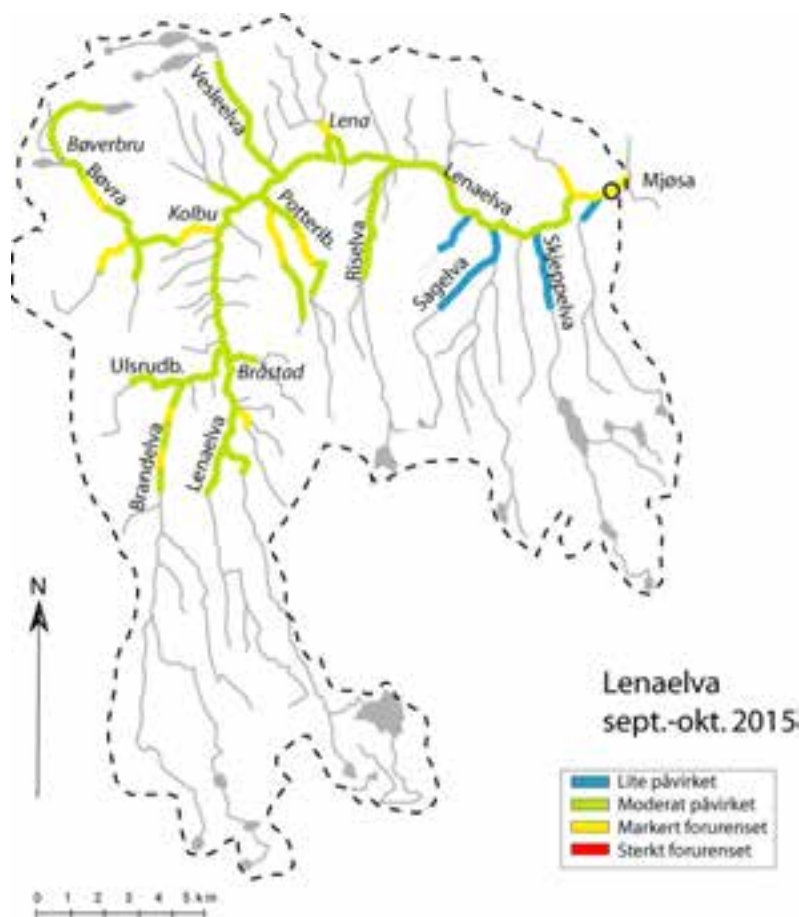 Vesleelva
Lena
Bøverbru
Bøvra
Kolbu
Potterib.
Riselva
Lenaelva
Mjøsa
Sagelva
Skjeppelva
Ulsrudb.
Bråstad
Brandelva
Lenaelva
N
Lenaelva
sept.-okt. 2015
Lite påvirket
Moderat påvirket
Markert forurenset
Sterkt forurenset
0 1 2 3 4 5 km